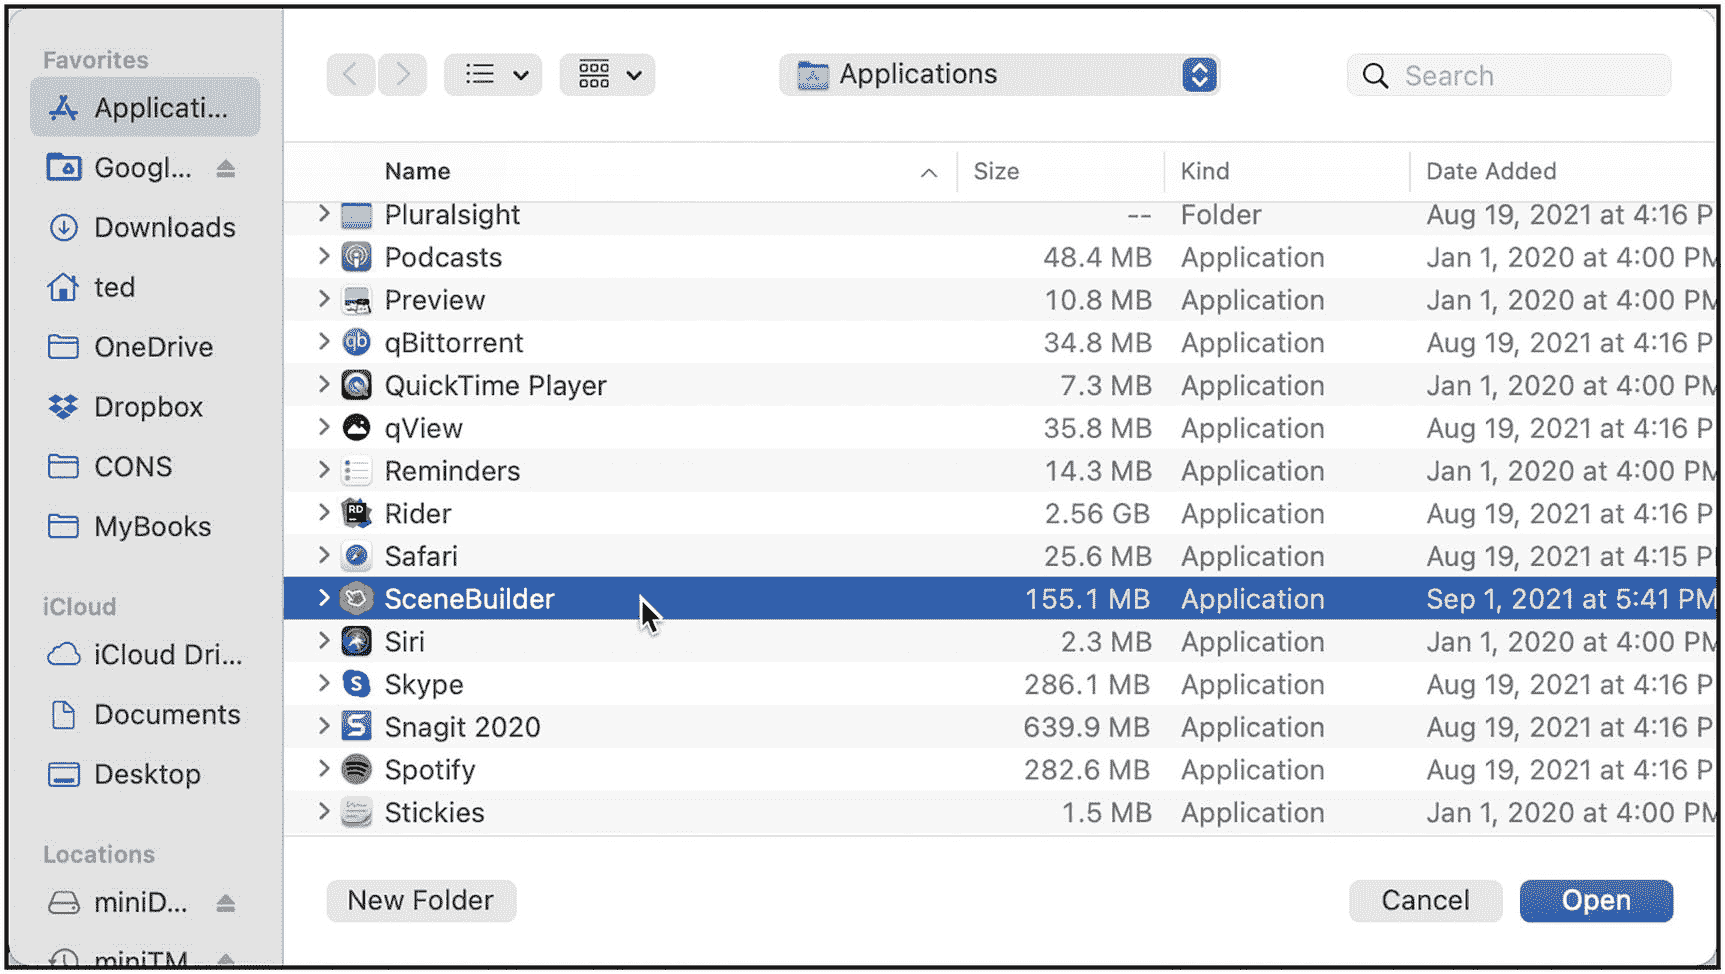 Favorites
Applicati...
Googl...
Downloads
ted
OneDrive
Dropbox
CONS
MyBooks
iCloud
iCloud Dri...
Documents
Desktop
Locations
miniD...
miniTM
Applications
Search
Name Size Kind Date Added
Pluralsight -- Folder Aug 19, 2021 at 4:16 P
Podcasts 48.4 MB Application Jan 1, 2020 at 4:00 PM
Preview 10.8 MB Application Jan 1, 2020 at 4:00 PM
qb qBittorrent 34.8 MB Application Aug 19, 2021 at 4:16 P
QuickTime Player 7.3 MB Application Jan 1, 2020 at 4:00 PM
qView 35.8 MB Application Aug 19, 2021 at 4:16 P
Reminders 14.3 MB Application Jan 1, 2020 at 4:00 PM
RD Rider 2.56 GB Application Aug 19, 2021 at 4:16 P
Safari 25.6 MB Application Aug 19, 2021 at 4:15 P
SceneBuilder 155.1 MB Application Sep 1, 2021 at 5:41 PM
Siri 2.3 MB Application Jan 1, 2020 at 4:00 PM
S Skype 286.1 MB Application Aug 19, 2021 at 4:16 P
S Snagit 2020 639.9 MB Application Aug 19, 2021 at 4:16 P
Spotify 282.6 MB Application Aug 19, 2021 at 4:16 P
Stickies 1.5 MB Application Jan 1, 2020 at 4:00 PM
New Folder Cancel Open